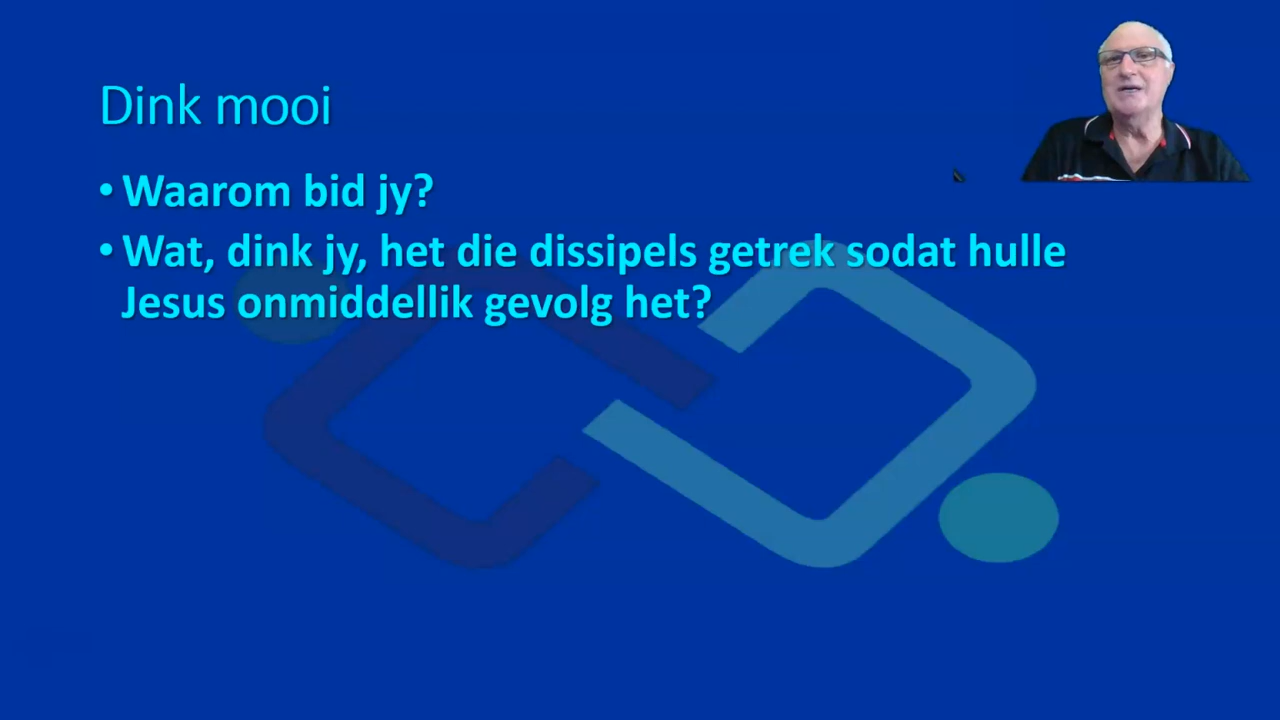 Dink mooi
• Waarom bid jy?
• Wat, dink jy, het die dissipels getrek sodat hulle
Jesus onmiddellik gevolg het?